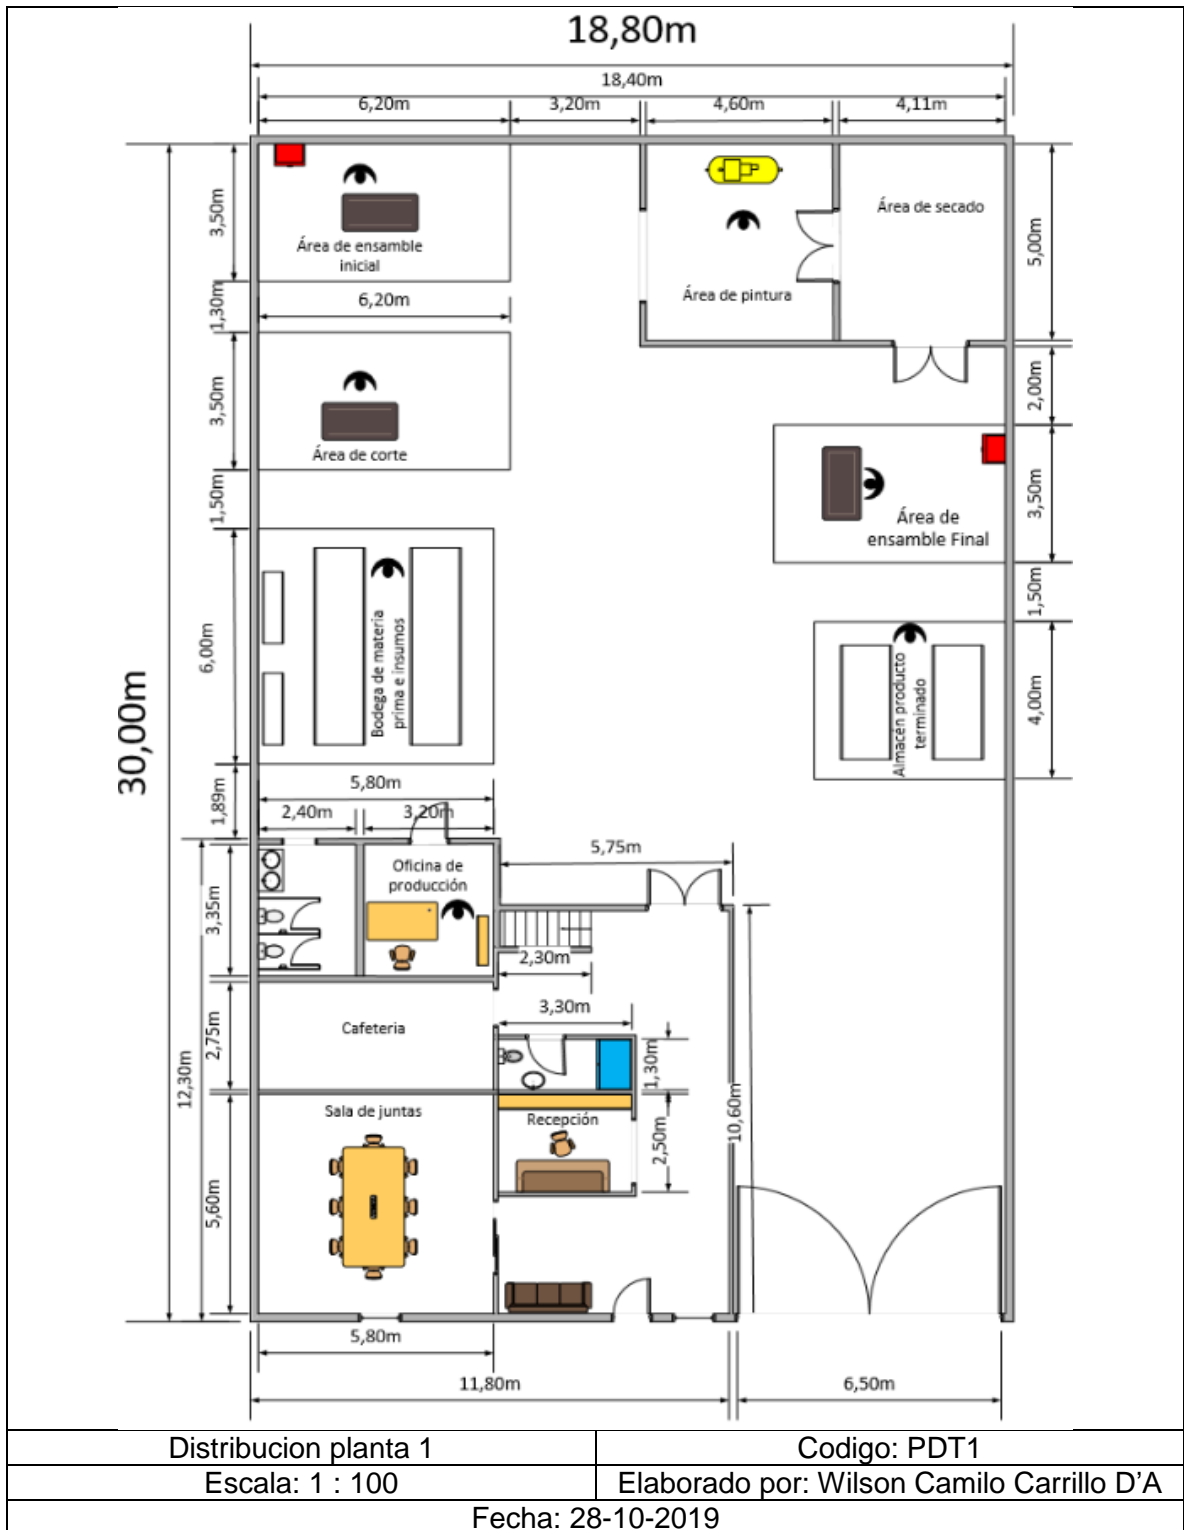 18,80m
18,40m
6,20m
3,20m
4,60m
4,11m
3,50m
Área de ensamble
inicial
1,30m
6,20m
Área de pintura
Área de secado
5,00m
3,50m
Área de corte
2,00m
1,50m
Área de
ensamble Final
3,50m
1,50m
6,00m
Bodega de materia
prima e insumos
Almacén producto
terminado
4,00m
30,00m
1,89m
5,80m
2,40m
3,20m
5,75m
Oficina de
producción
3,35m
2,30m
3,30m
Cafeteria
2,75m
12,30m
1,30m
Sala de juntas
Recepción
2,50m
10,60m
5,60m
5,80m
11,80m
6,50m
Distribucion planta 1
Codigo: PDT1
Escala: 1 : 100
Elaborado por: Wilson Camilo Carrillo D’A
Fecha: 28-10-2019